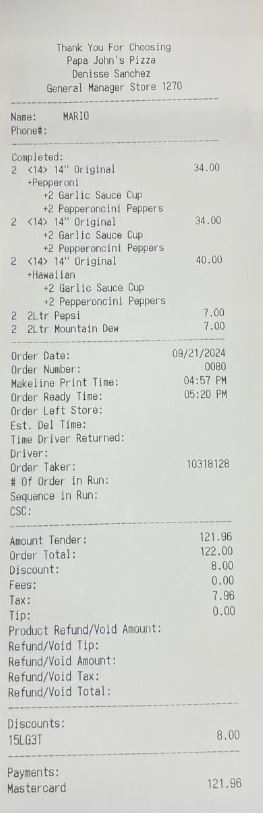 Thank You For Choosing
Papa John's Pizza
Denisse Sanchez
General Manager Store 1270
Name: MARIO
Phone#:
Completed:
2 <14> 14" Original 34.00
+Pepperoni
+2 Garlic Sauce Cup
+2 Pepperoncini Peppers
2 <14> 14" Original 34.00
+2 Garlic Sauce Cup
+2 Pepperoncini Peppers
2 <14> 14" Original 40.00
+Hawaiian
+2 Garlic Sauce Cup
+2 Pepperoncini Peppers
2 2Ltr Pepsi 7.00
2 2Ltr Mountain Dew 7.00
Order Date: 09/21/2024
Order Number: 0080
Makeline Print Time: 04:57 PM
Order Ready Time: 05:20 PM
Order Left Store:
Est. Del Time:
Time Driver Returned:
Driver:
Order Taker: 10318128
# Of Order in Run:
Sequence in Run:
CSC:
Amount Tender: 121.96
Order Total: 122.00
Discount: 8.00
Fees: 0.00
Tax: 7.96
Tip: 0.00
Product Refund/Void Amount:
Refund/Void Tip:
Refund/Void Amount:
Refund/Void Tax:
Refund/Void Total:
Discounts:
15LG3T 8.00
Payments:
Mastercard 121.96